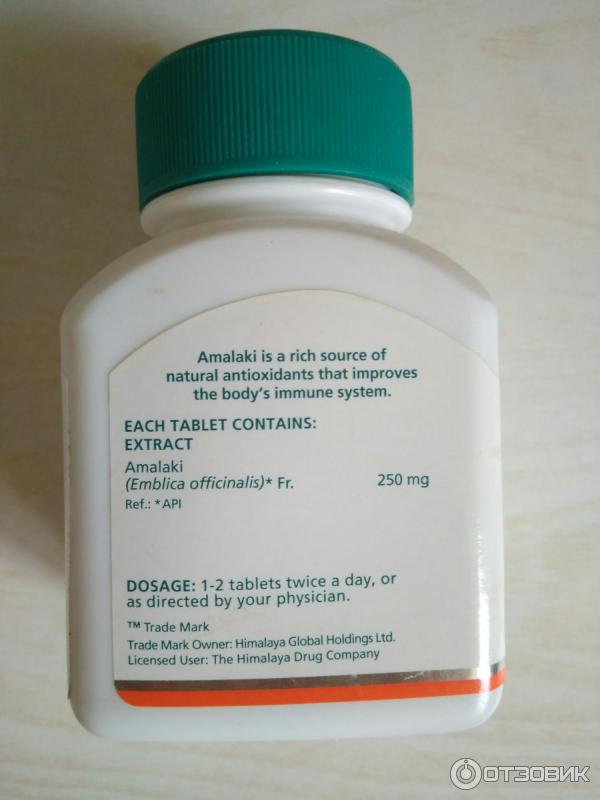 Amalaki is a rich source of
natural antioxidants that improves
the body's immune system.
EACH TABLET CONTAINS:
EXTRACT
Amalaki
(Emblica officinalis)* Fr. 250 mg
Ref.: *API
DOSAGE: 1-2 tablets twice a day, or
as directed by your physician.
™ Trade Mark
Trade Mark Owner: Himalaya Global Holdings Ltd.
Licensed User: The Himalaya Drug Company
ОТЗОВИК